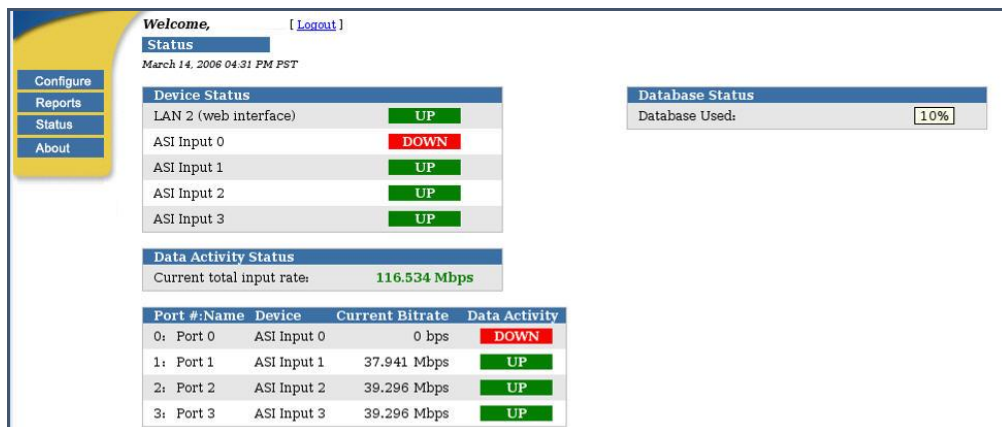 Welcome, [ Logout ]
Status
March 14, 2006 04:31 PM PST
Configure
Reports
Status
About
Device Status
LAN 2 (web interface) UP
ASI Input 0 DOWN
ASI Input 1 UP
ASI Input 2 UP
ASI Input 3 UP
Database Status
Database Used: 10%
Data Activity Status
Current total input rate: 116.534 Mbps
Port #:Name Device Current Bitrate Data Activity
0: Port 0 ASI Input 0 0 bps DOWN
1: Port 1 ASI Input 1 37.941 Mbps UP
2: Port 2 ASI Input 2 39.296 Mbps UP
3: Port 3 ASI Input 3 39.296 Mbps UP